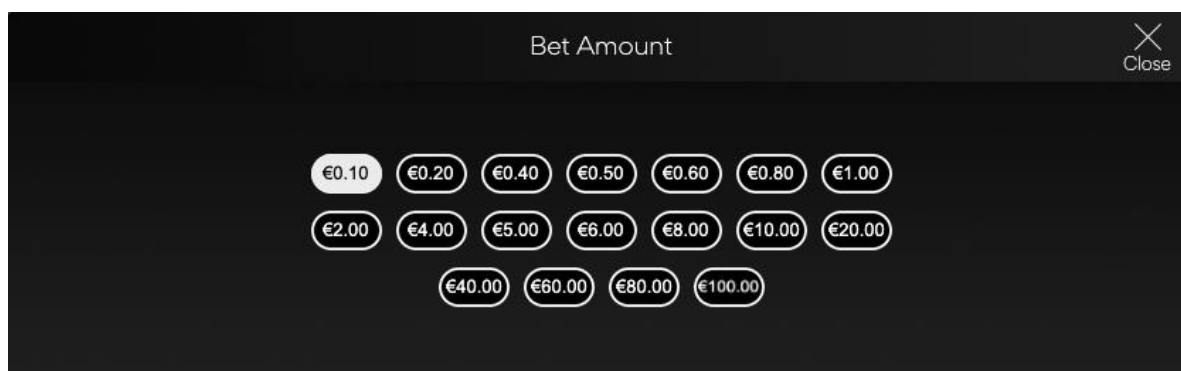 Bet Amount
Close
€0.10 €0.20 €0.40 €0.50 €0.60 €0.80 €1.00
€2.00 €4.00 €5.00 €6.00 €8.00 €10.00 €20.00
€40.00 €60.00 €80.00 €100.00